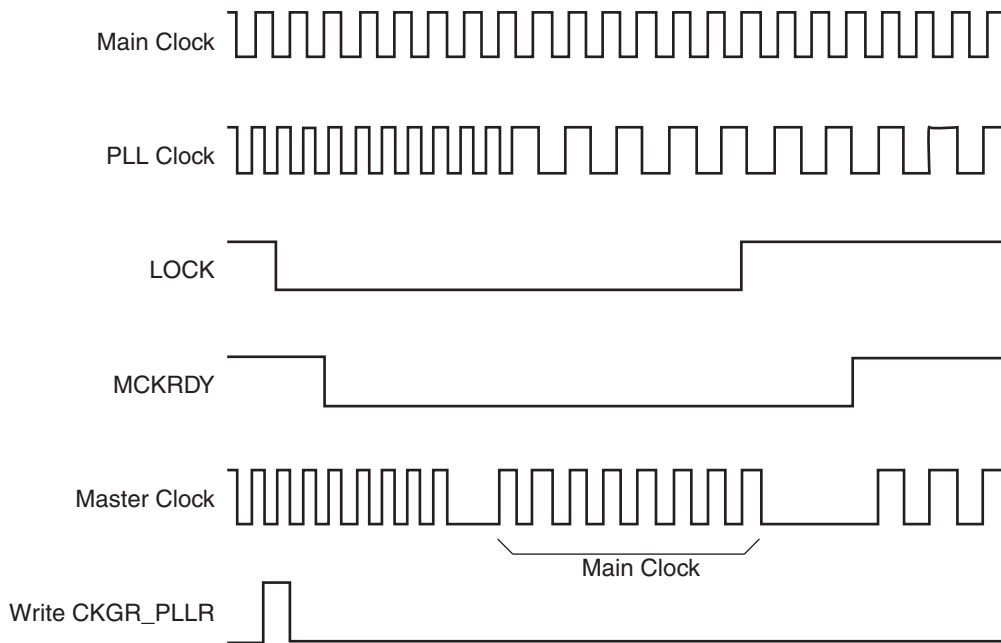 Main Clock
PLL Clock
LOCK
MCKRDY
Master Clock
Main Clock
Write CKGR_PLLR